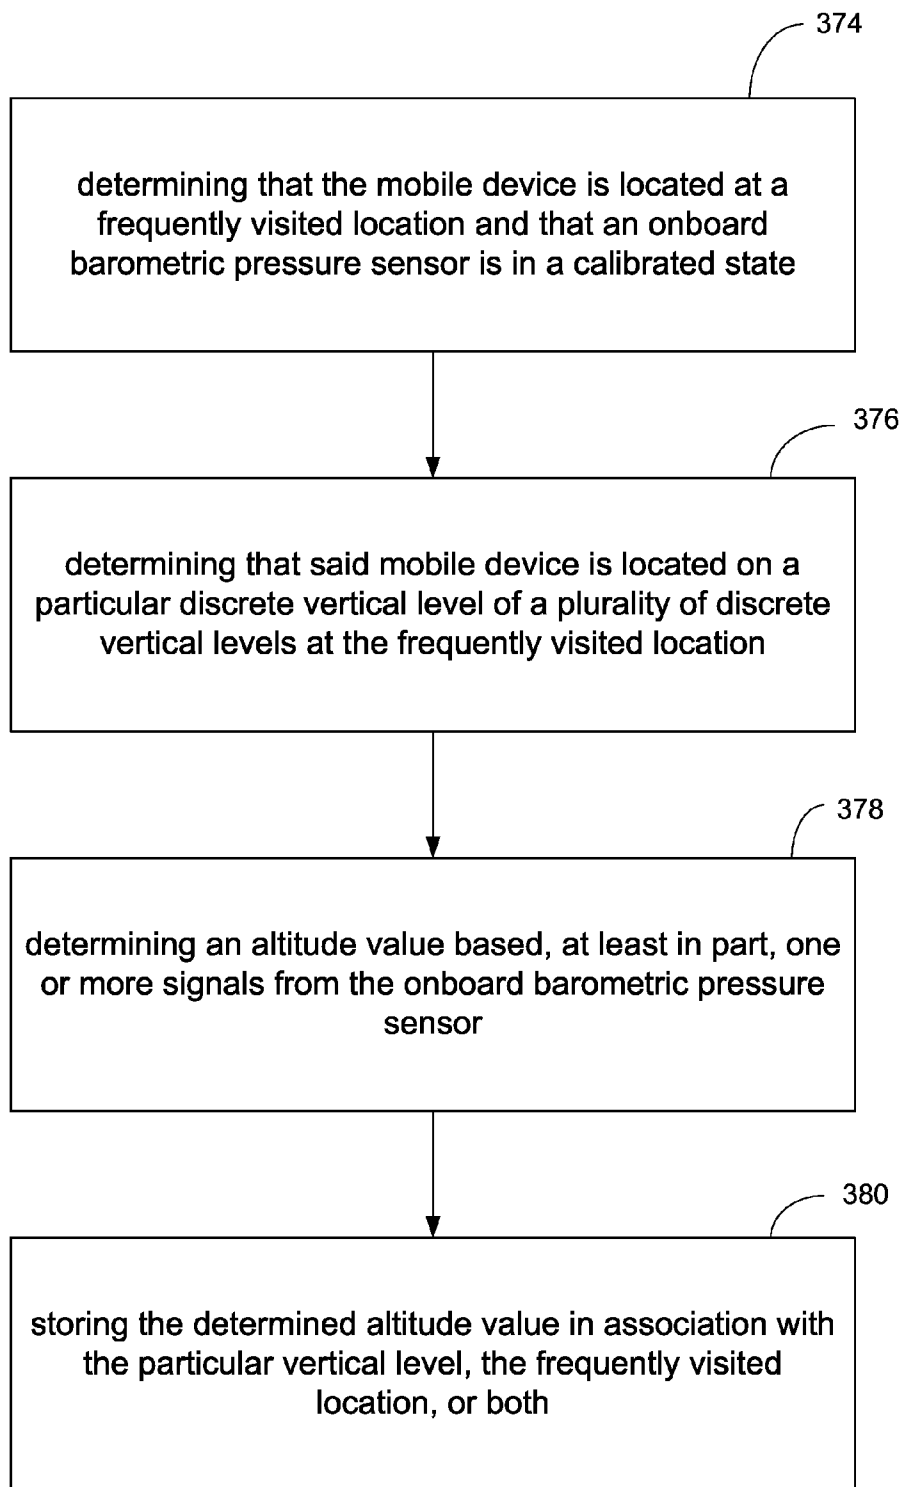 374
determining that the mobile device is located at a
frequently visited location and that an onboard
barometric pressure sensor is in a calibrated state
376
determining that said mobile device is located on a
particular discrete vertical level of a plurality of discrete
vertical levels at the frequently visited location
378
determining an altitude value based, at least in part, one
or more signals from the onboard barometric pressure
sensor
380
storing the determined altitude value in association with
the particular vertical level, the frequently visited
location, or both